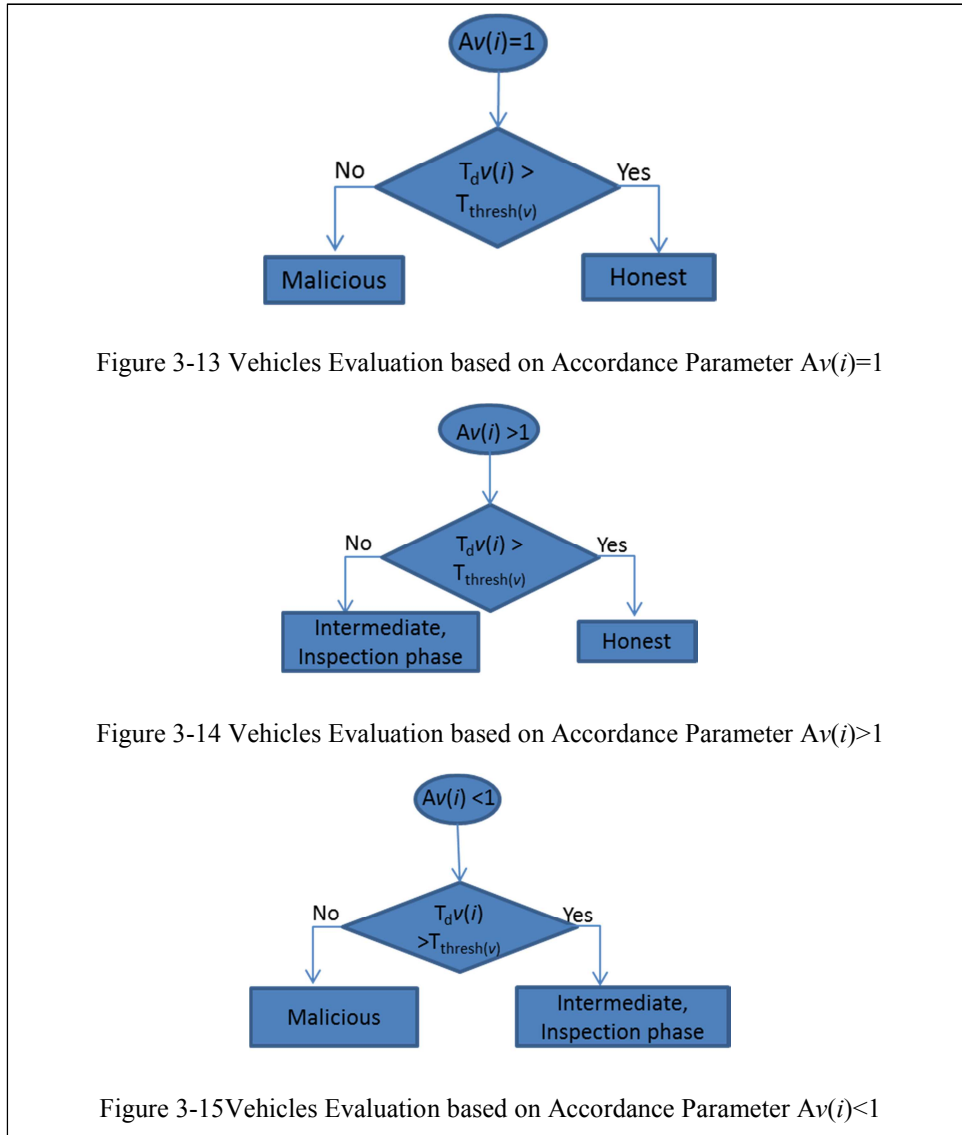 Av(i)=1
No
Tdv(i) >
Tthresh(v)
Yes
Malicious
Honest
Figure 3-13 Vehicles Evaluation based on Accordance Parameter Av(i)=1
Av(i) >1
No
Tdv(i) >
Tthresh(v)
Yes
Intermediate,
Inspection phase
Honest
Figure 3-14 Vehicles Evaluation based on Accordance Parameter Av(i)>1
Av(i) <1
No
Tdv(i)
>Tthresh(v)
Yes
Malicious
Intermediate,
Inspection phase
Figure 3-15Vehicles Evaluation based on Accordance Parameter Av(i)<1